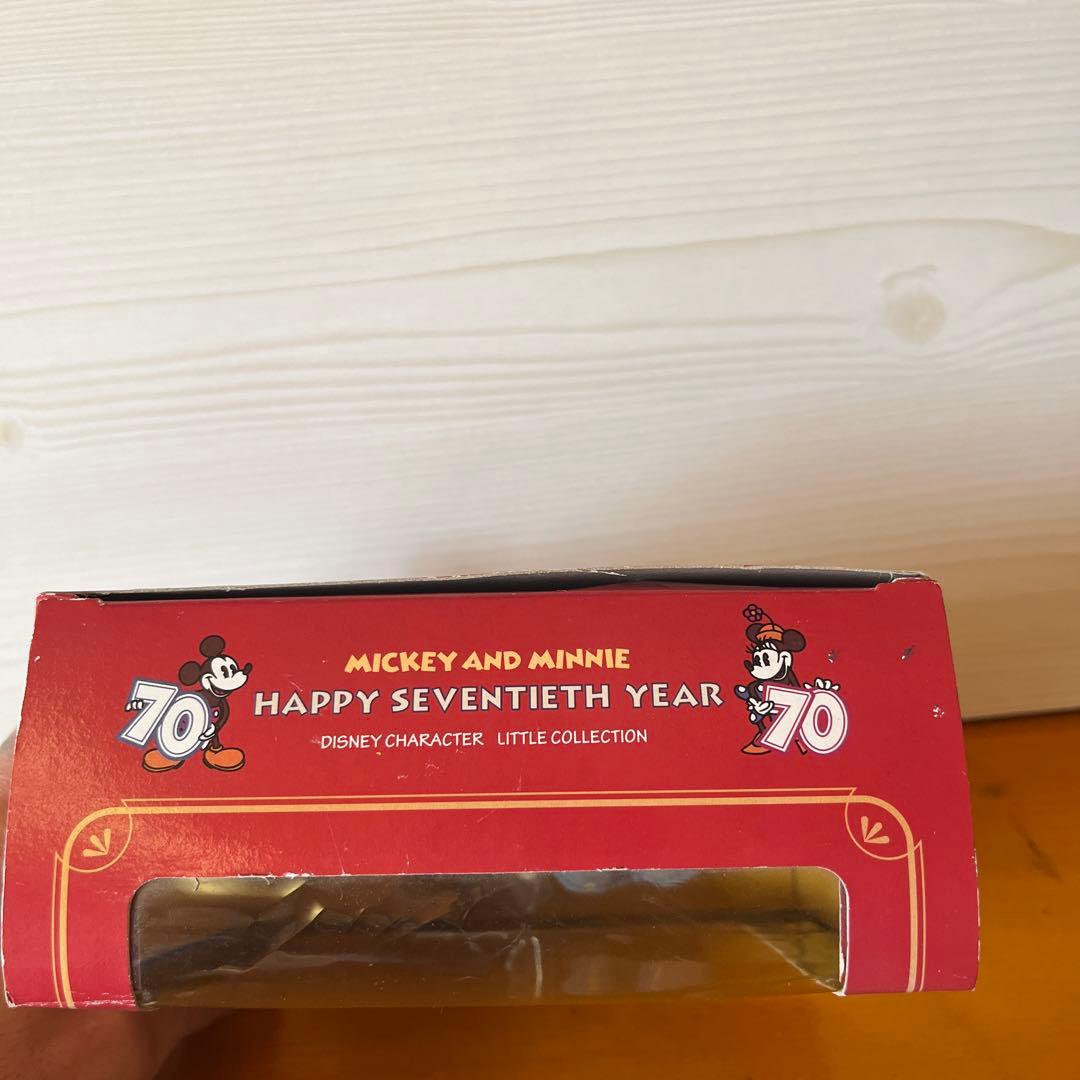 MICKEY AND MINNIE
70 HAPPY SEVENTIETH YEAR 70
DISNEY CHARACTER LITTLE COLLECTION